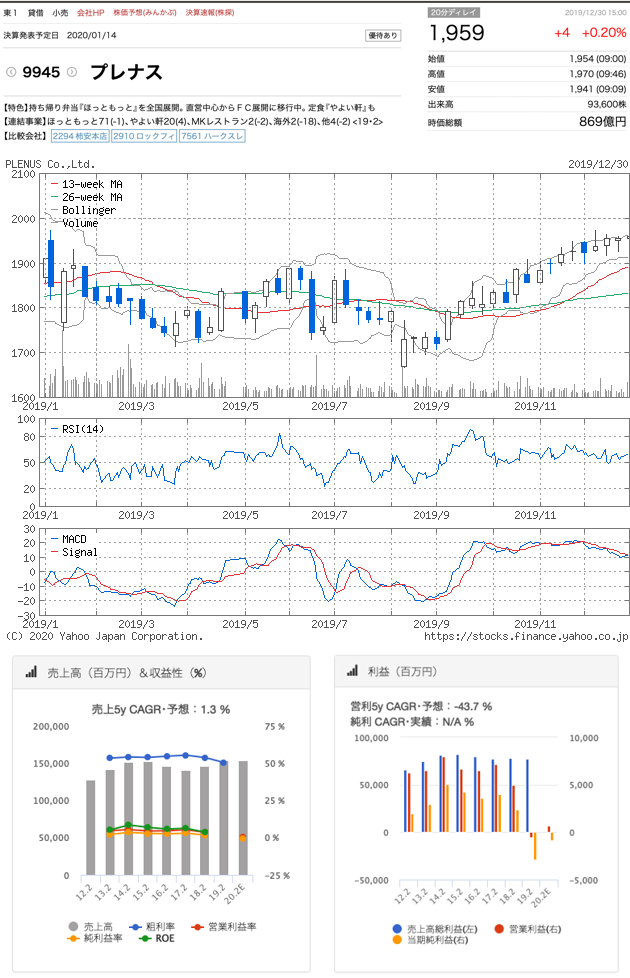 東1 貸借 小売 会社HP 株価予想(みんかぶ) 決算速報(株探)
決算発表予定日 2020/01/14 優待あり
9945 プレナス
【特色】持ち帰り弁当『ほっともっと』を全国展開。直営中心からＦＣ展開に移行中。定食『やよい軒』も
【連結事業】ほっともっと71(-1)、やよい軒20(4)、MKレストラン2(-2)、海外2(-18)、他4(-2) <19・2>
【比較会社】 2294 柿安本店 2910 ロックフィ 7561 ハークスレ
20分ディレイ 2019/12/30 15:00
1,959 +4 +0.20%
始値 1,954 (09:00)
高値 1,970 (09:46)
安値 1,941 (09:09)
出来高 93,600株
時価総額 869億円
PLENUS Co.,Ltd. 2019/12/30
2100
2000
1900
1800
1700
1600
13-week MA
26-week MA
Bollinger
Volume
2019/1 2019/3 2019/5 2019/7 2019/9 2019/11
100
80
50
20
0
RSI(14)
2019/1 2019/3 2019/5 2019/7 2019/9 2019/11
30
20
10
0
-10
-20
-30
MACD
Signal
2019/1 2019/3 2019/5 2019/7 2019/9 2019/11
(C) 2020 Yahoo Japan Corporation. https://stocks.finance.yahoo.co.jp
売上高（百万円）＆収益性（%）
売上5y CAGR・予想：1.3 %
200,000 75 %
150,000 50 %
100,000 25 %
50,000 0 %
0 -25 %
12.2 13.2 14.2 15.2 16.2 17.2 18.2 19.2 20.2E
売上高 粗利率 営業利益率
純利益率 ROE
利益（百万円）
営利5y CAGR・予想：-43.7 %
純利 CAGR・実績：N/A %
100,000 10,000
50,000 5,000
0 0
-50,000 -5,000
12.2 13.2 14.2 15.2 16.2 17.2 18.2 19.2 20.2E
売上高総利益(左) 営業利益(右)
当期純利益(右)